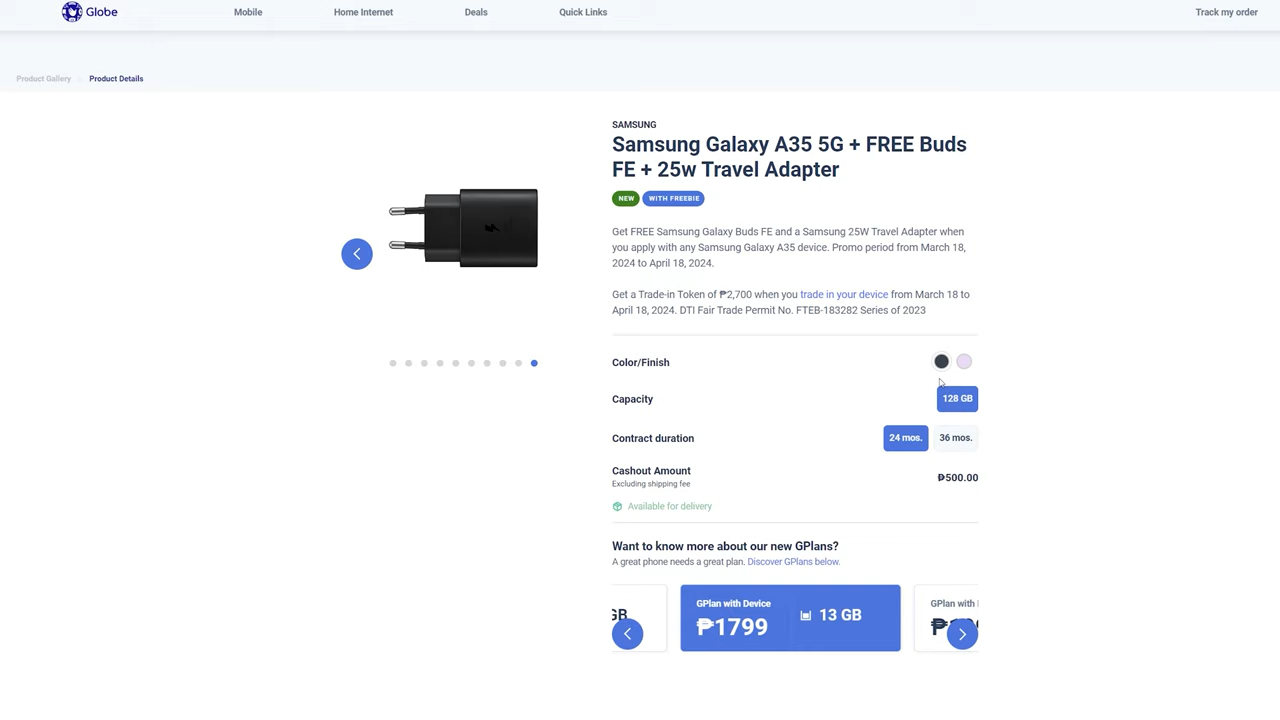 Globe
Mobile
Home Internet
Deals
Quick Links
Track my order
Product Gallery
Product Details
SAMSUNG
Samsung Galaxy A35 5G + FREE Buds
FE + 25w Travel Adapter
NEW
WITH FREEBIE
Get FREE Samsung Galaxy Buds FE and a Samsung 25W Travel Adapter when
you apply with any Samsung Galaxy A35 device. Promo period from March 18,
2024 to April 18, 2024.
Get a Trade-in Token of ₱2,700 when you trade in your device from March 18 to
April 18, 2024. DTI Fair Trade Permit No. FTEB-183282 Series of 2023
Color/Finish
Capacity
128 GB
Contract duration
24 mos.
36 mos.
Cashout Amount
Excluding shipping fee
₱500.00
Available for delivery
Want to know more about our new GPlans?
A great phone needs a great plan. Discover GPlans below.
GB
GPlan with Device
₱1799
13 GB
GPlan with
₱